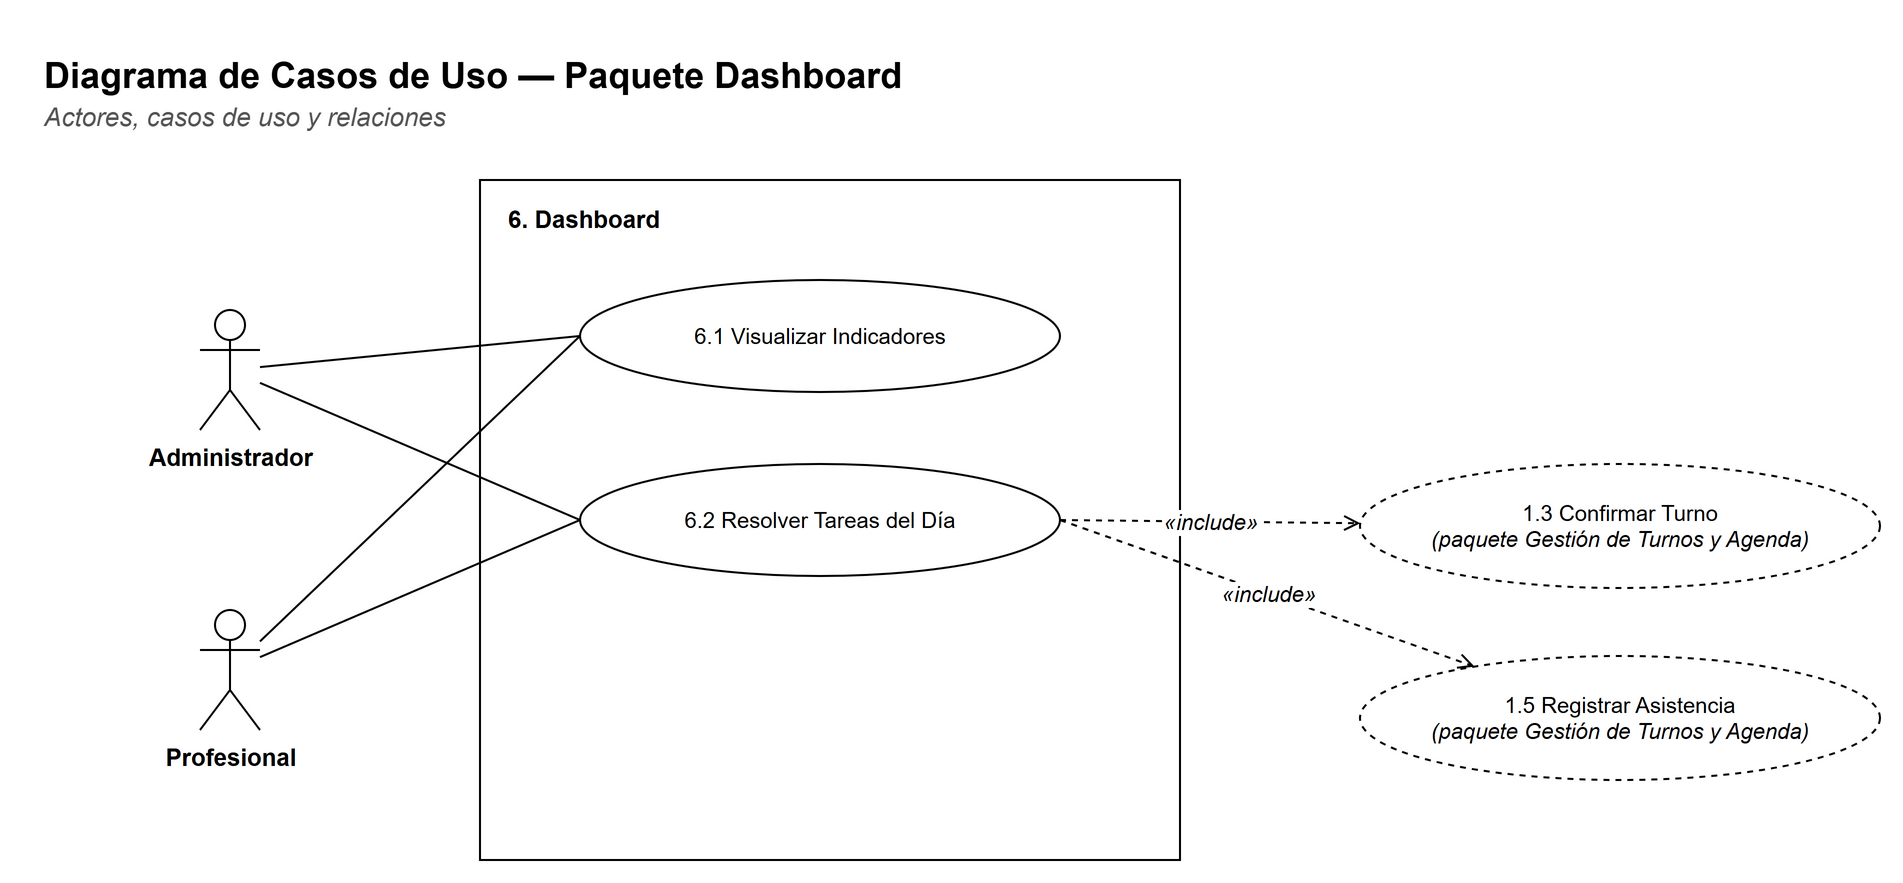 Diagrama de Casos de Uso — Paquete Dashboard
Actores, casos de uso y relaciones
6. Dashboard
6.1 Visualizar Indicadores
Administrador
6.2 Resolver Tareas del Día
«include»
1.3 Confirmar Turno
(paquete Gestión de Turnos y Agenda)
«include»
1.5 Registrar Asistencia
(paquete Gestión de Turnos y Agenda)
Profesional